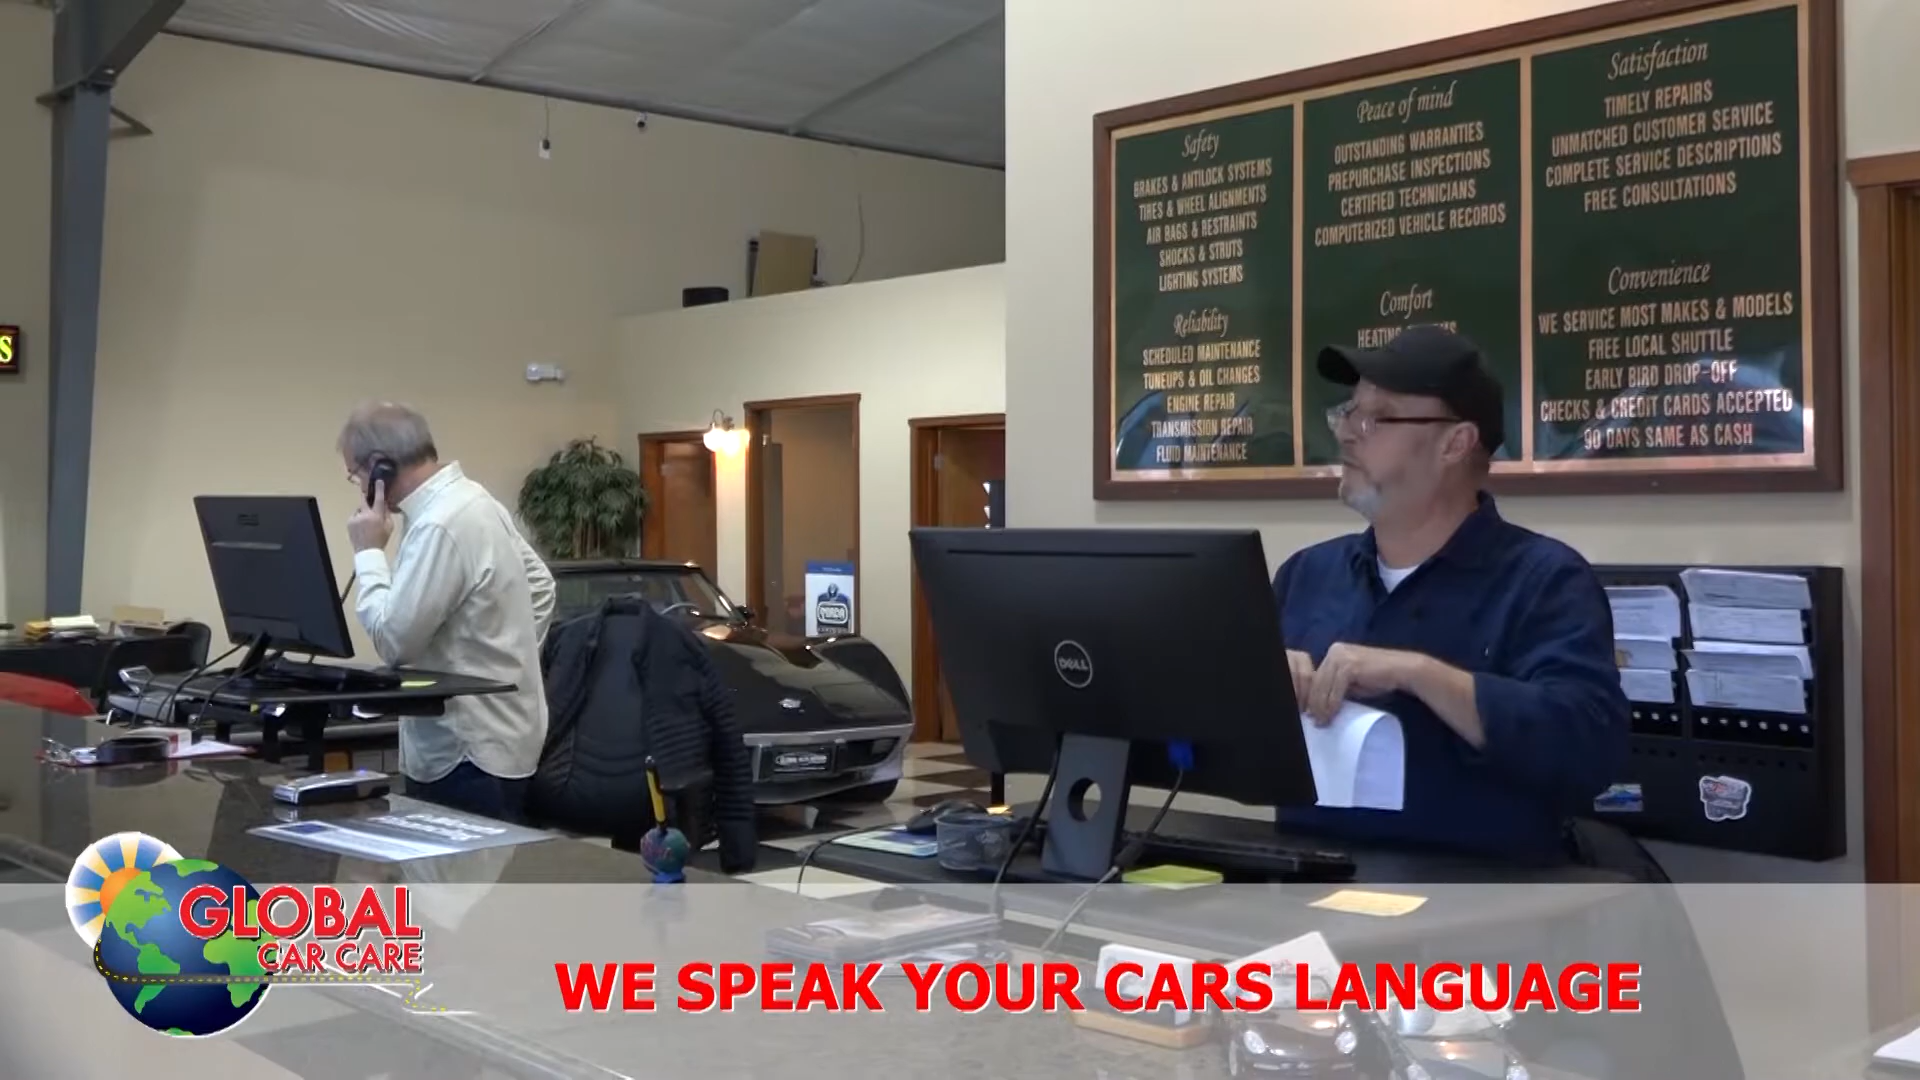 Safety
BRAKES & ANTILOCK SYSTEMS
TIRES & WHEEL ALIGNMENTS
AIR BAGS & RESTRAINTS
SHOCKS & STRUTS
LIGHTING SYSTEMS
Reliability
SCHEDULED MAINTENANCE
TUNEUPS & OIL CHANGES
ENGINE REPAIR
TRANSMISSION REPAIR
FLUID MAINTENANCE
Peace of mind
OUTSTANDING WARRANTIES
PREPURCHASE INSPECTIONS
CERTIFIED TECHNICIANS
COMPUTERIZED VEHICLE RECORDS
Comfort
HEATING
Satisfaction
TIMELY REPAIRS
UNMATCHED CUSTOMER SERVICE
COMPLETE SERVICE DESCRIPTIONS
FREE CONSULTATIONS
Convenience
WE SERVICE MOST MAKES & MODELS
FREE LOCAL SHUTTLE
EARLY BIRD DROP-OFF
CHECKS & CREDIT CARDS ACCEPTED
90 DAYS SAME AS CASH
S
DELL
GLOBAL
CAR CARE
WE SPEAK YOUR CARS LANGUAGE